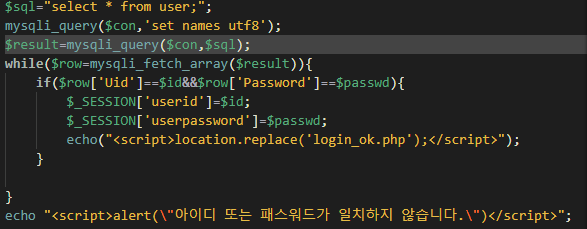 $sql="select * from user;";
mysqli_query($con,'set names utf8');
$result=mysqli_query($con,$sql);
while($row=mysqli_fetch_array($result)){
if($row['Uid']==$id&&$row['Password']==$passwd){
$_SESSION['userid']=$id;
$_SESSION['userpassword']=$passwd;
echo("<script>location.replace('login_ok.php');</script>");
}
}
echo "<script>alert(\"아이디 또는 패스워드가 일치하지 않습니다.\")</script>";